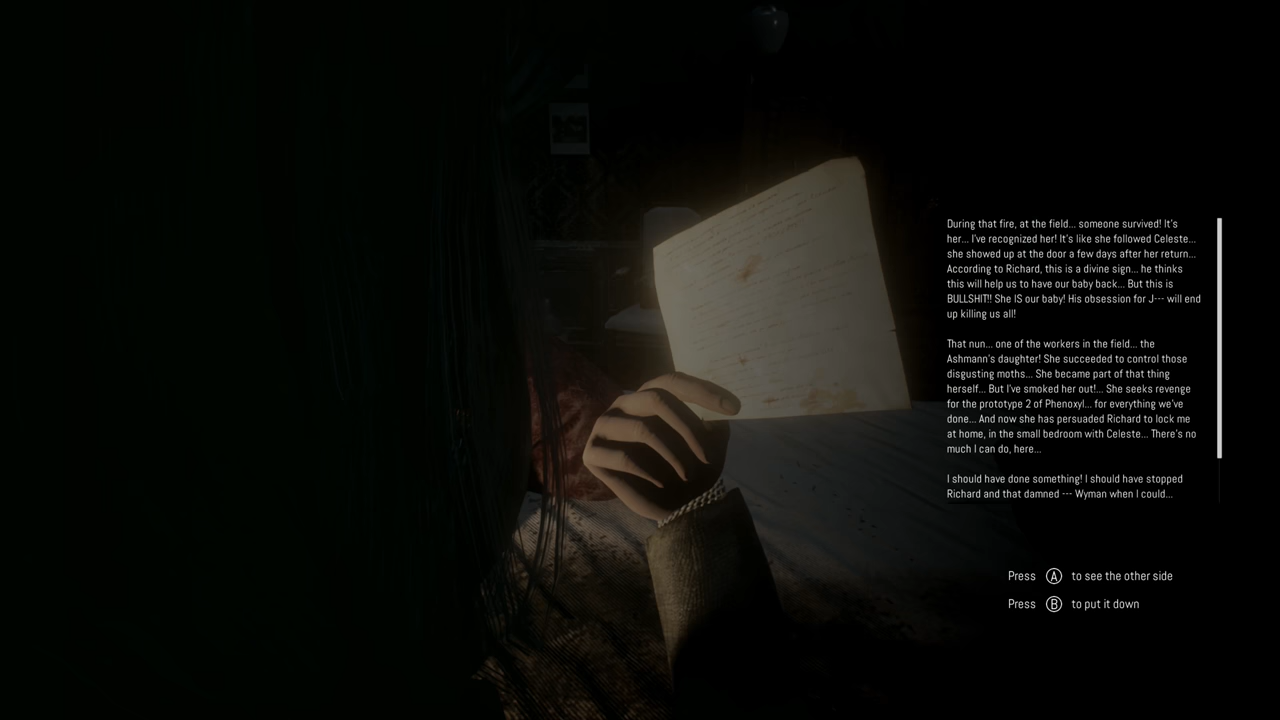 During that fire, at the field... someone survived! It's
her... I've recognized her! It's like she followed Celeste...
she showed up at the door a few days after her return...
According to Richard, this is a divine sign... he thinks
this will help us to have our baby back... But this is
BULLSHIT!! She IS our baby! His obsession for J--- will end
up killing us all!
That nun... one of the workers in the field... the
Ashmann's daughter! She succeeded to control those
disgusting moths... She became part of that thing
herself... But I've smoked her out!... She seeks revenge
for the prototype 2 of Phenoxyl... for everything we've
done... And now she has persuaded Richard to lock me
at home, in the small bedroom with Celeste... There's no
much I can do, here...
I should have done something! I should have stopped
Richard and that damned --- Wyman when I could...
Press A to see the other side
Press B to put it down